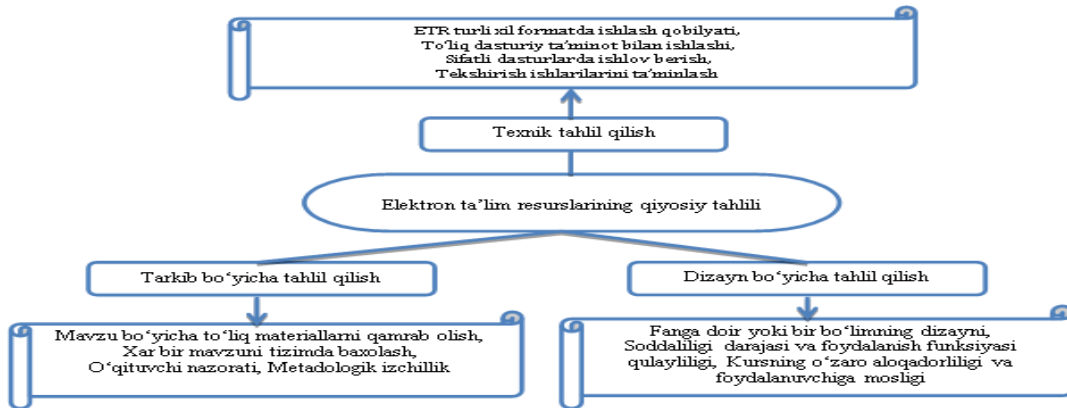 ETR turli xil formatda ishlash qobilyati,
To'liq dasturiy ta'minot bilan ishlashi,
Sifatli dasturlarda ishlov berish,
Tekshirish ishlarilarini ta'minlash
Texnik tahlil qilish
Elektron ta'lim resurslarining qiyosiy tahlili
Tarkib bo'yicha tahlil qilish
Dizayn bo'yicha tahlil qilish
Mavzu bo'yicha to'liq materiallarni qamrab olish,
Xar bir mavzuni tizimda baxolash,
O'qituvchi nazorati, Metadologik izchillik
Fanga doir yoki bir bo'limning dizayni,
Soddaliligi darajasi va foydalanish funksiyasi
qulayliligi, Kursning o'zaro aloqadorliligi va
foydalanuvchiga mosligi